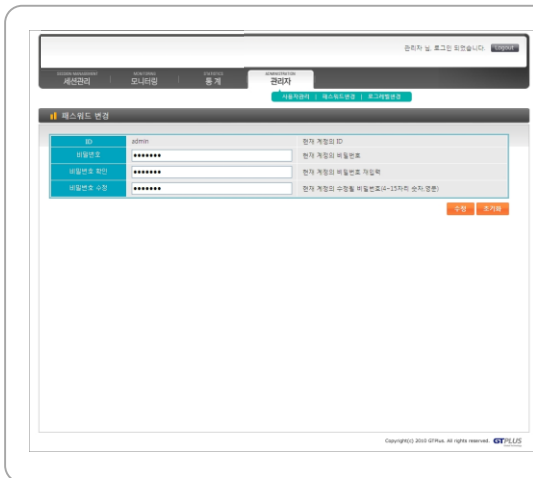 관리자 님, 로그인 되었습니다. Logout
SESSION MANAGEMENT MONITORING STATISTICS ADMINISTRATION
세션관리 모니터링 통 계 관리자
사용자관리 | 패스워드변경 | 로그레벨변경
패스워드 변경
ID admin 현재 계정의 ID
비밀번호 ●●●●●●● 현재 계정의 비밀번호
비밀번호 확인 ●●●●●●● 현재 계정의 비밀번호 재입력
비밀번호 수정 ●●●●●●● 현재 계정의 수정될 비밀번호(4~15자리 숫자,영문)
수정 초기화
Copyright(c) 2010 GTPlus. All rights reserved. GTPLUS